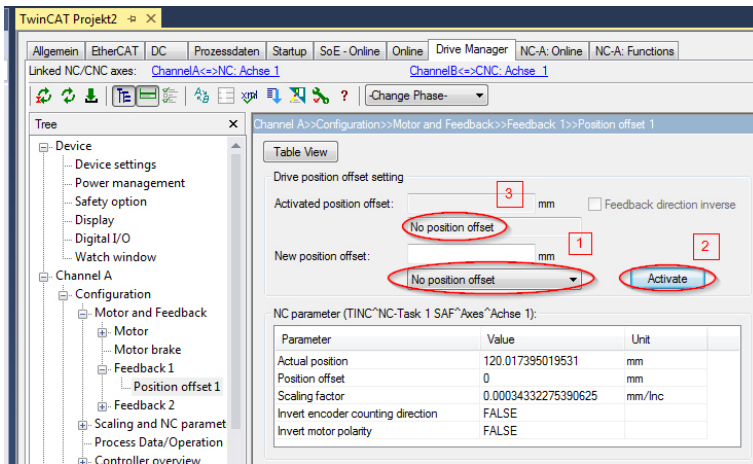 TwinCAT Projekt2
Allgemein EtherCAT DC Prozessdaten Startup SoE - Online Online Drive Manager NC-A: Online NC-A: Functions
Linked NC/CNC axes: ChannelA<=>NC: Achse 1 ChannelB<=>CNC: Achse_1
-Change Phase-
Tree
Channel A>>Configuration>>Motor and Feedback>>Feedback 1>>Position offset 1
Device
Device settings
Power management
Safety option
Display
Digital I/O
Watch window
Channel A
Configuration
Motor and Feedback
Motor
Motor brake
Feedback 1
Position offset 1
Feedback 2
Scaling and NC paramet
Process Data/Operation
Controller overview
Table View
Drive position offset setting
Activated position offset: mm Feedback direction inverse
3
No position offset
New position offset: mm
1
2
No position offset
Activate
NC parameter (TINC^NC-Task 1 SAF^Axes^Achse 1):
Parameter Value Unit
Actual position 120.017395019531 mm
Position offset 0 mm
Scaling factor 0.00034332275390625 mm/Inc
Invert encoder counting direction FALSE
Invert motor polarity FALSE